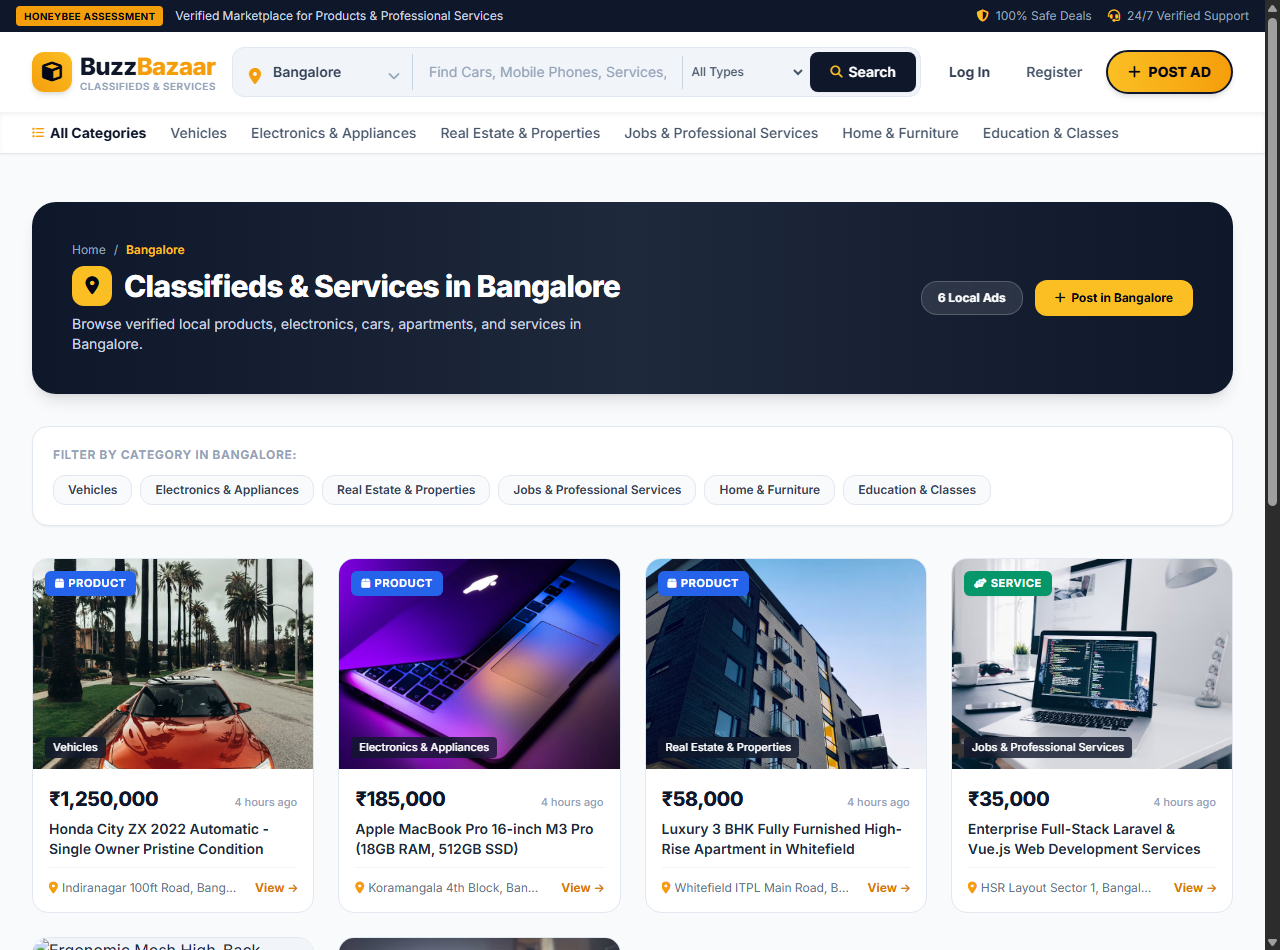 HONEYBEE ASSESSMENT Verified Marketplace for Products & Professional Services 100% Safe Deals 24/7 Verified Support
BuzzBazaar
CLASSIFIEDS & SERVICES
Bangalore Find Cars, Mobile Phones, Services, All Types Search Log In Register + POST AD
All Categories Vehicles Electronics & Appliances Real Estate & Properties Jobs & Professional Services Home & Furniture Education & Classes
Home / Bangalore
Classifieds & Services in Bangalore
Browse verified local products, electronics, cars, apartments, and services in
Bangalore.
6 Local Ads + Post in Bangalore
FILTER BY CATEGORY IN BANGALORE:
Vehicles Electronics & Appliances Real Estate & Properties Jobs & Professional Services Home & Furniture Education & Classes
PRODUCT
Vehicles
₹1,250,000 4 hours ago
Honda City ZX 2022 Automatic -
Single Owner Pristine Condition
Indiranagar 100ft Road, Bang... View →
PRODUCT
Electronics & Appliances
₹185,000 4 hours ago
Apple MacBook Pro 16-inch M3 Pro
(18GB RAM, 512GB SSD)
Koramangala 4th Block, Ban... View →
PRODUCT
Real Estate & Properties
₹58,000 4 hours ago
Luxury 3 BHK Fully Furnished High-
Rise Apartment in Whitefield
Whitefield ITPL Main Road, B... View →
SERVICE
Jobs & Professional Services
₹35,000 4 hours ago
Enterprise Full-Stack Laravel &
Vue.js Web Development Services
HSR Layout Sector 1, Bangal... View →
Ergonomic Mesh High-Back